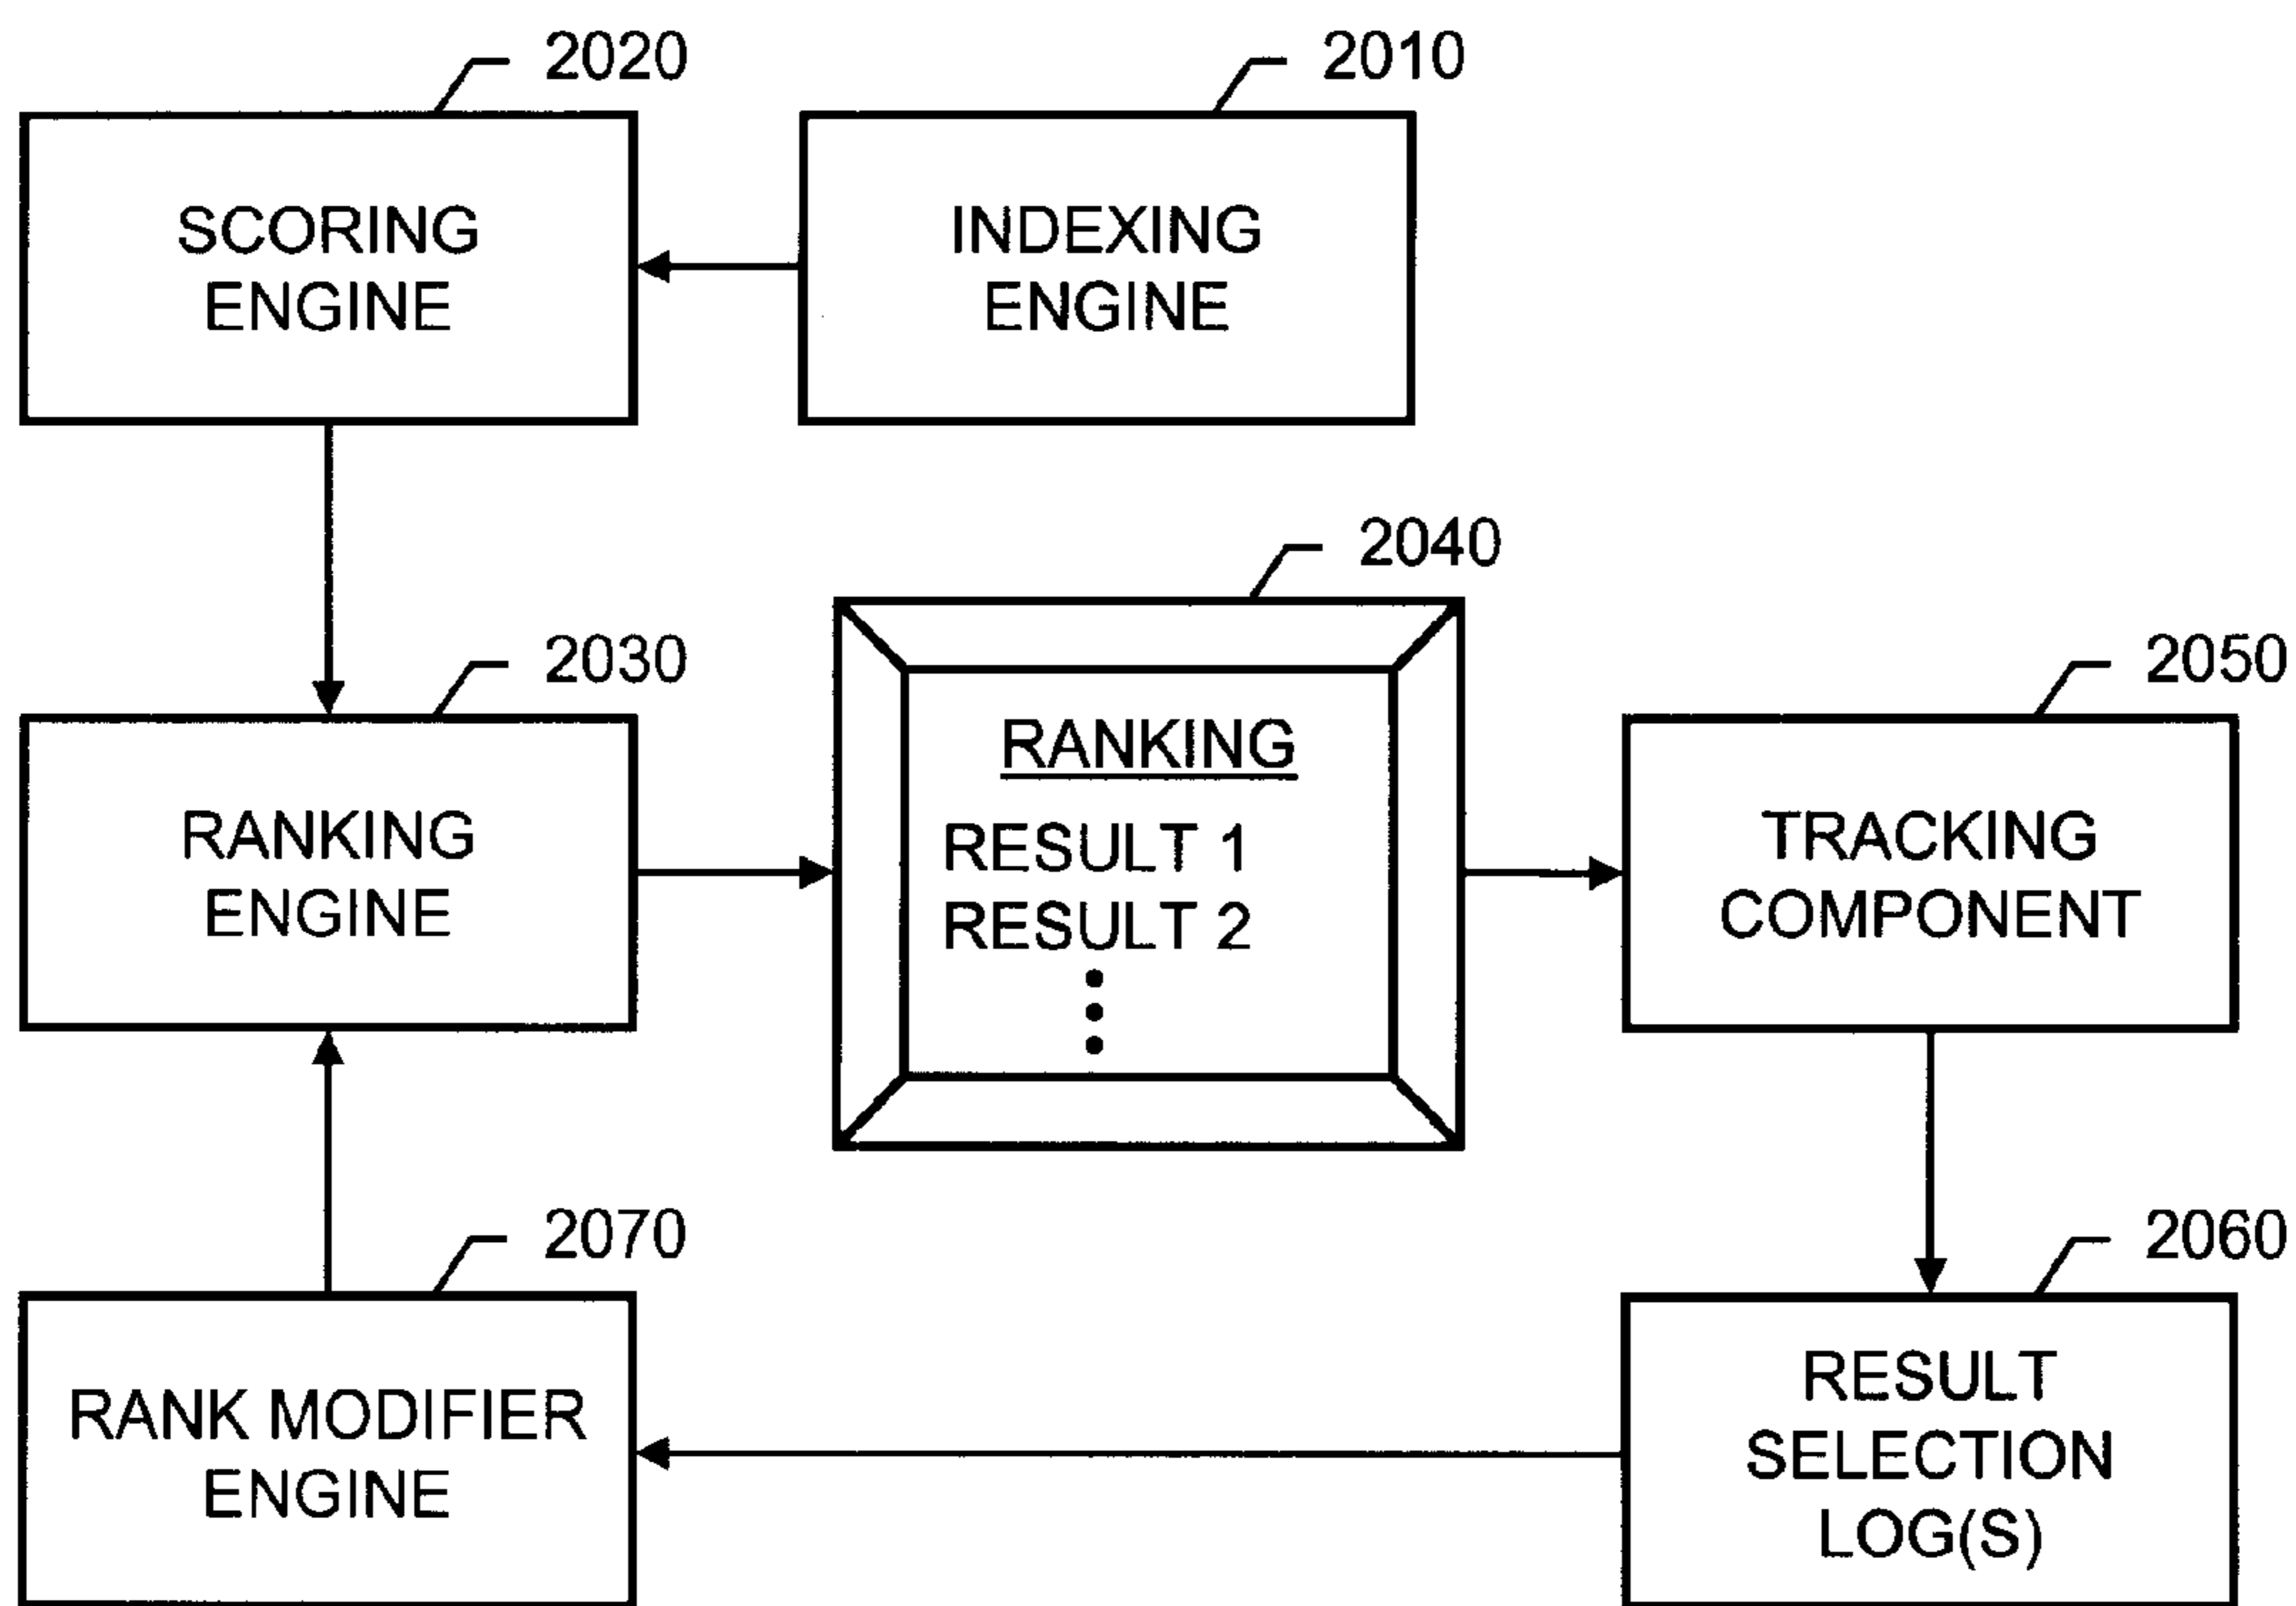 2020
2010
SCORING
ENGINE
INDEXING
ENGINE
2040
2030
2050
RANKING
ENGINE
RANKING
RESULT 1
RESULT 2
TRACKING
COMPONENT
2070
2060
RANK MODIFIER
ENGINE
RESULT
SELECTION
LOG(S)